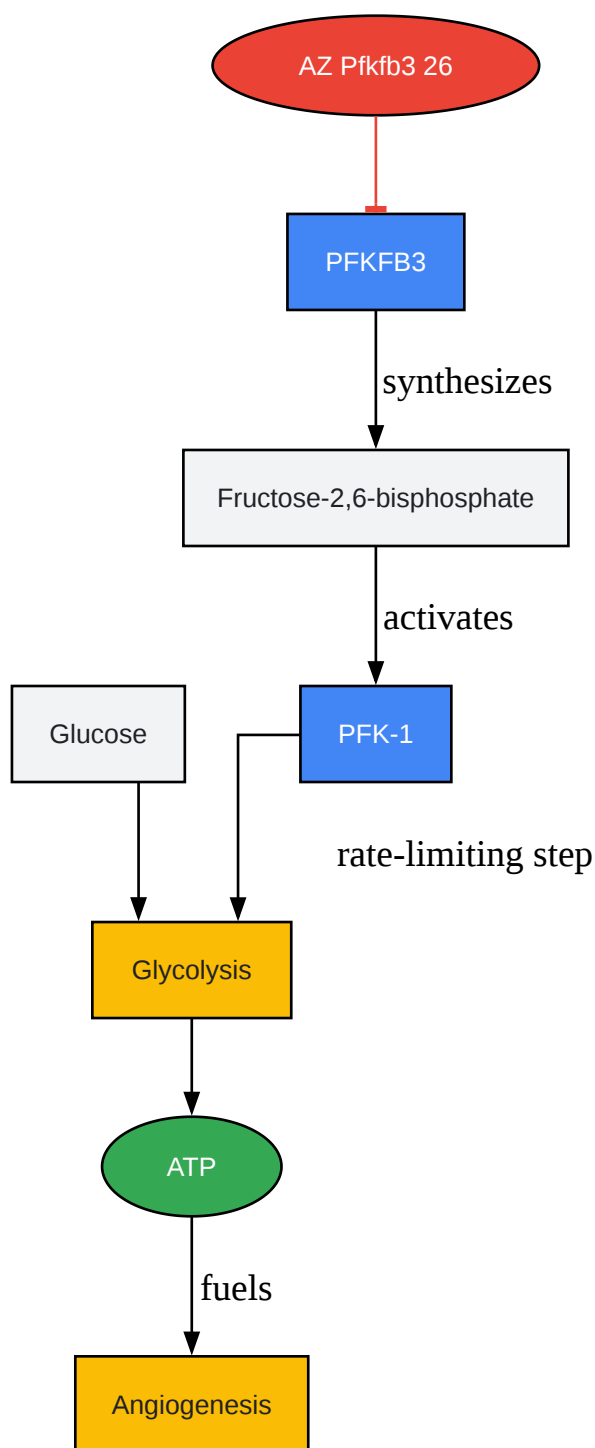 AZ Pfkfb3 26
PFKFB3
synthesizes
Fructose-2,6-bisphosphate
activates
Glucose
PFK-1
rate-limiting step
Glycolysis
ATP
fuels
Angiogenesis